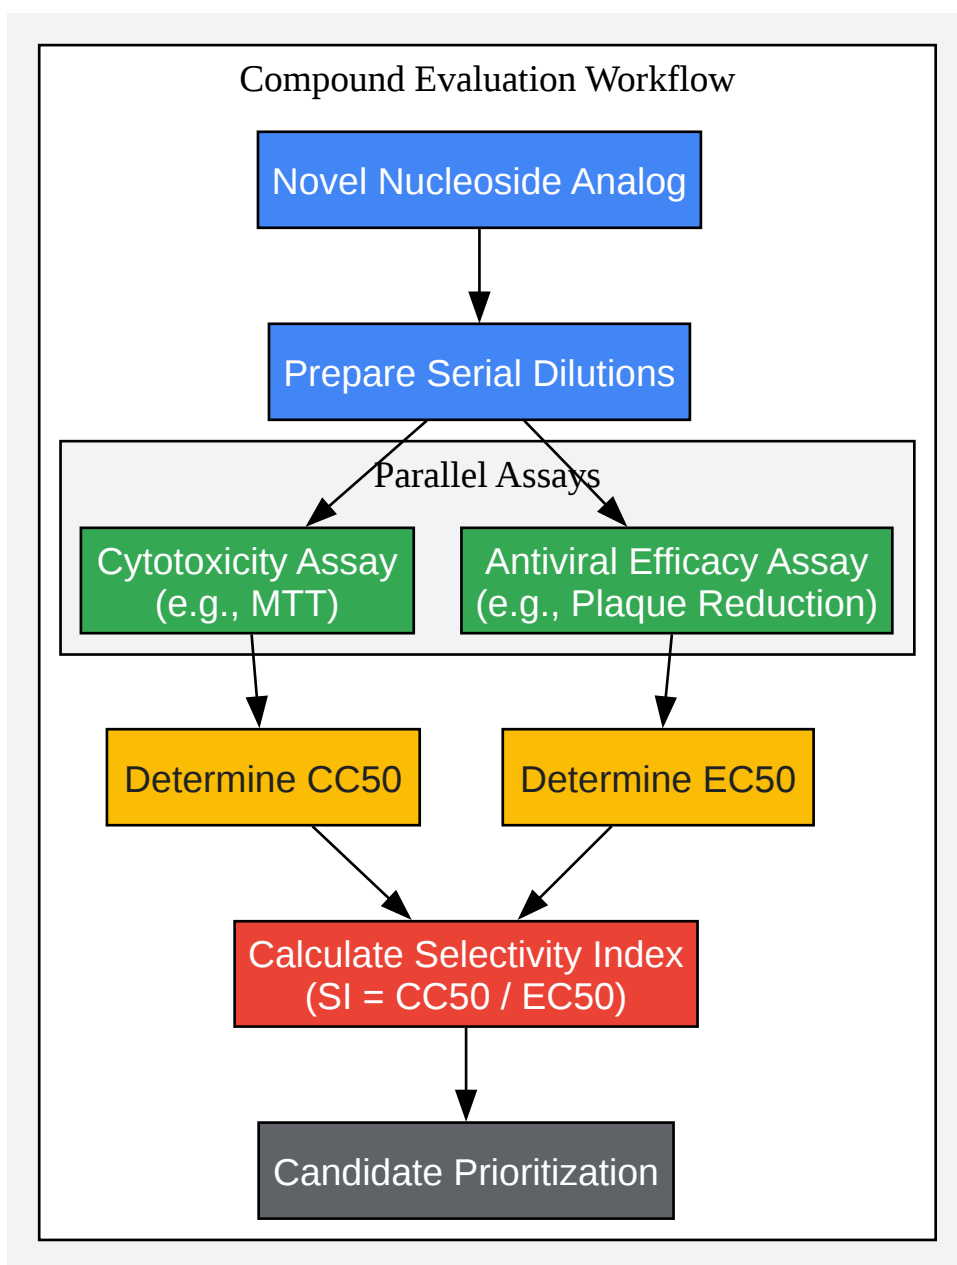 Compound Evaluation Workflow
Novel Nucleoside Analog
Prepare Serial Dilutions
Parallel Assays
Cytotoxicity Assay
(e.g., MTT)
Antiviral Efficacy Assay
(e.g., Plaque Reduction)
Determine CC50
Determine EC50
Calculate Selectivity Index
(SI = CC50 / EC50)
Candidate Prioritization